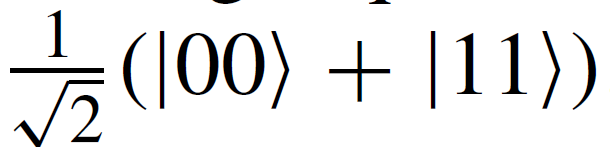 1/√2 (|00⟩ + |11⟩)